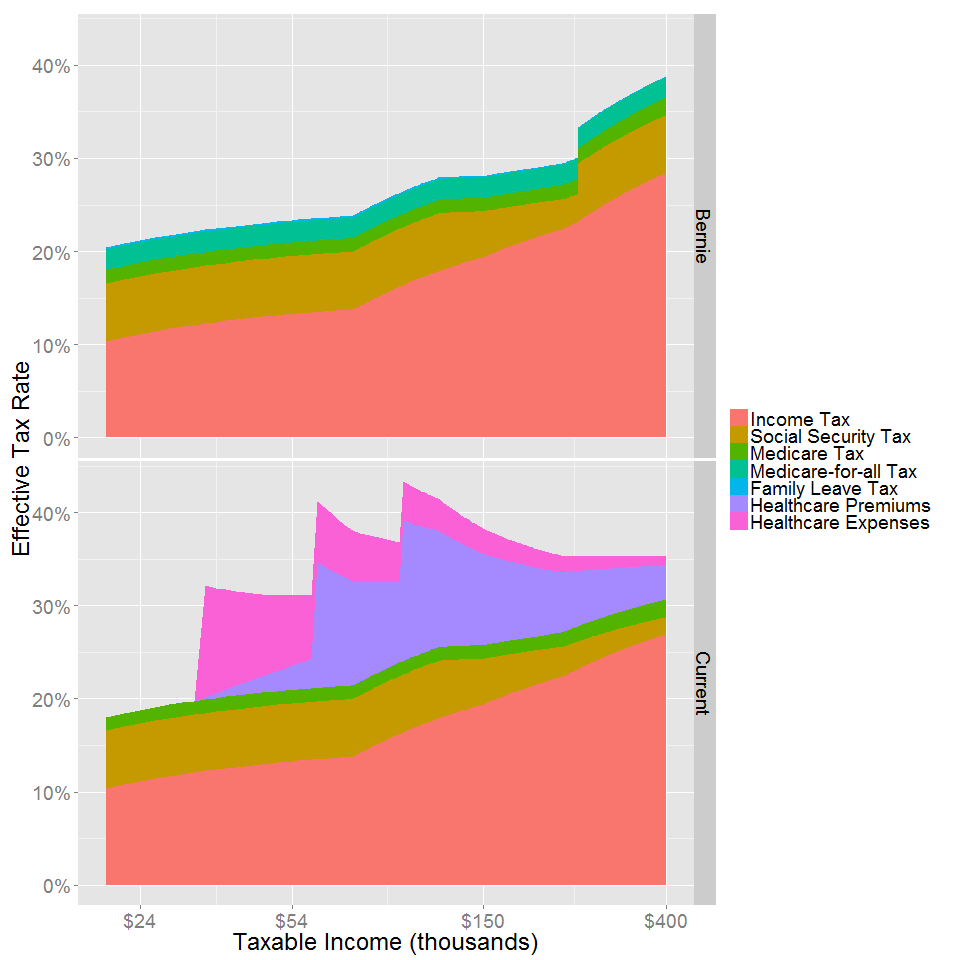 Effective Tax Rate
40%
30%
20%
10%
0%
Bernie
40%
30%
20%
10%
0%
Current
$24 $54 $150 $400
Taxable Income (thousands)
Income Tax
Social Security Tax
Medicare Tax
Medicare-for-all Tax
Family Leave Tax
Healthcare Premiums
Healthcare Expenses